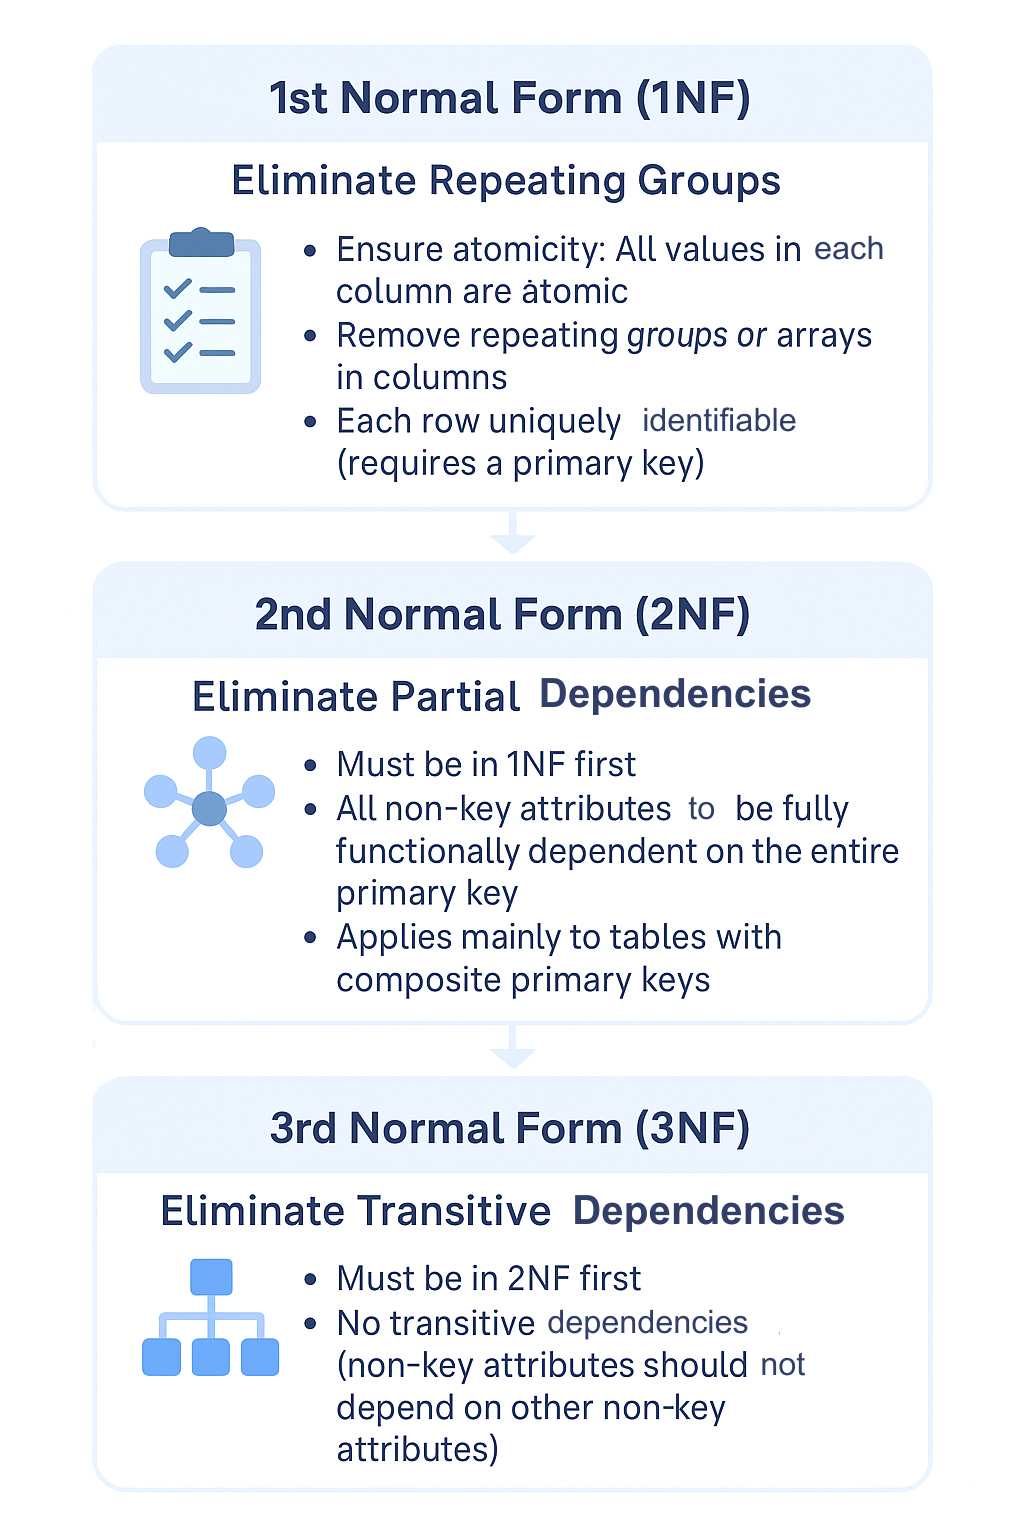 1st Normal Form (1NF)
Eliminate Repeating Groups
• Ensure atomicity: All values in each
column are atomic
• Remove repeating groups or arrays
in columns
• Each row uniquely identifiable
(requires a primary key)
2nd Normal Form (2NF)
Eliminate Partial Dependencies
• Must be in 1NF first
• All non-key attributes to be fully
functionally dependent on the entire
primary key
• Applies mainly to tables with
composite primary keys
3rd Normal Form (3NF)
Eliminate Transitive Dependencies
• Must be in 2NF first
• No transitive dependencies
(non-key attributes should not
depend on other non-key
attributes)